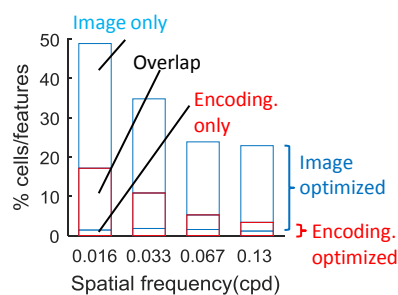 Image only
50
Overlap
40
Encoding.
only
30
20
Image
optimized
10
Encoding.
optimized
0
% cells/features
0.016 0.033 0.067 0.13
Spatial frequency(cpd)